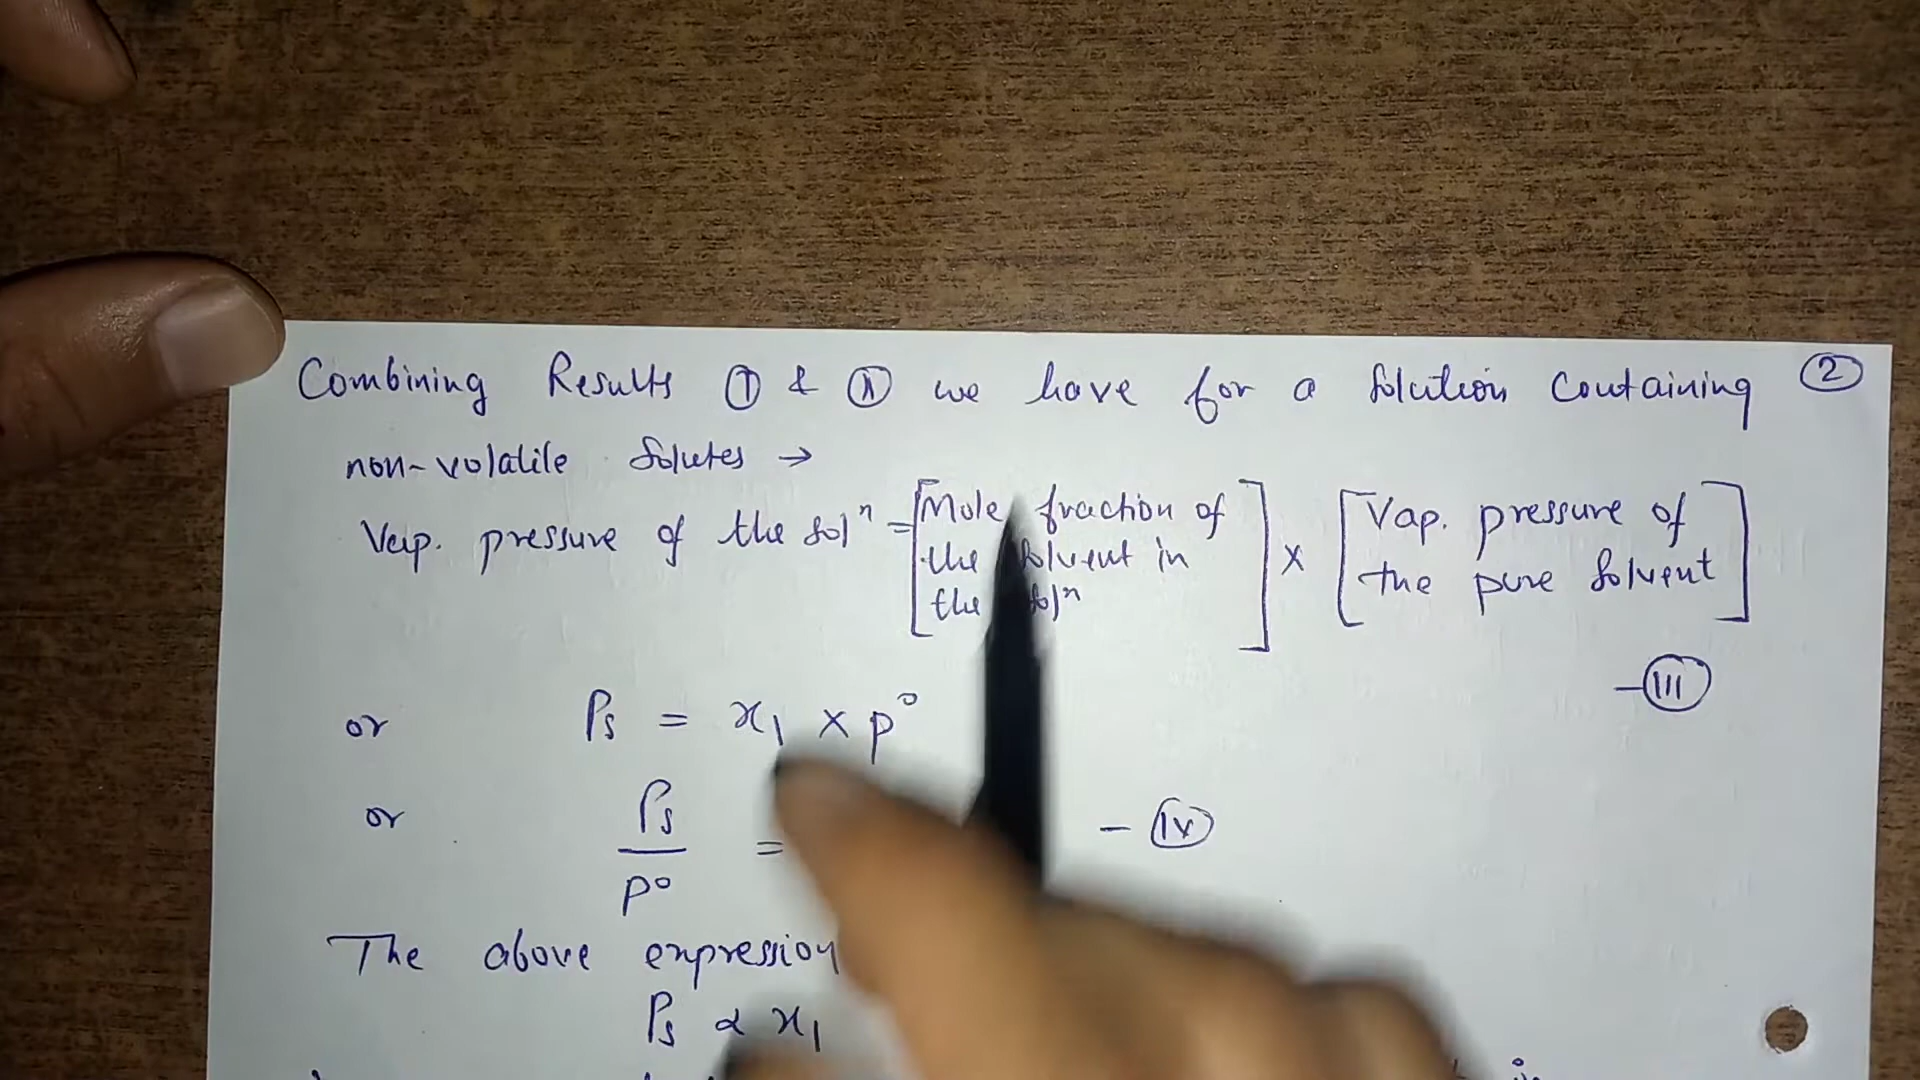 Combining Results Ⓘ & Ⓘ we have for a Solution Containing ②
non-volatile Solutes →
Vap. pressure of the solⁿ = [Mole fraction of the Solvent in the solⁿ] × [Vap. pressure of the pure Solvent]
- (III)
or Ps = x₁ × p°
or Ps / p° = - (IV)
The above expression
Ps α x₁